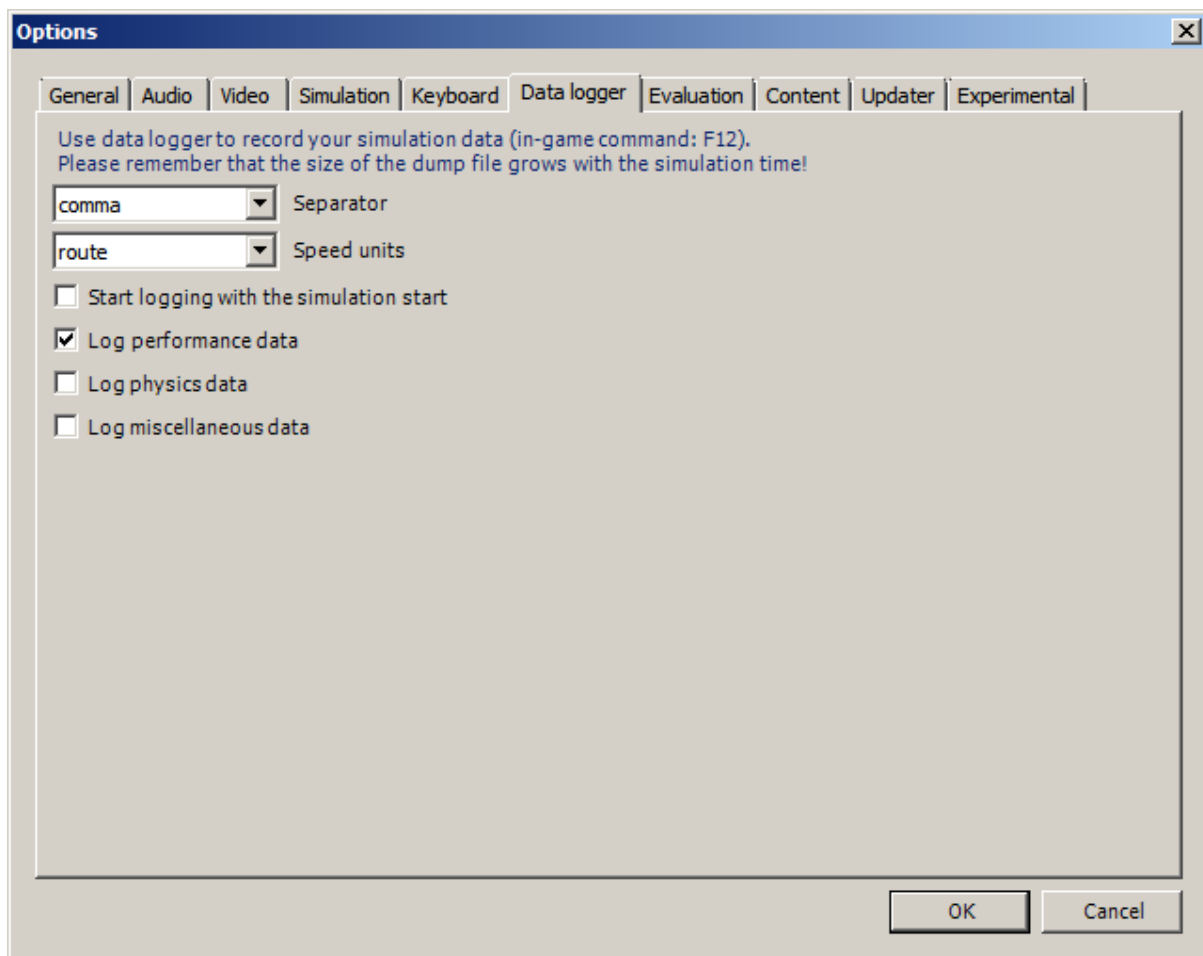 Options
General Audio Video Simulation Keyboard Data logger Evaluation Content Updater Experimental
Use data logger to record your simulation data (in-game command: F12).
Please remember that the size of the dump file grows with the simulation time!
comma Separator
route Speed units
Start logging with the simulation start
Log performance data
Log physics data
Log miscellaneous data
OK Cancel